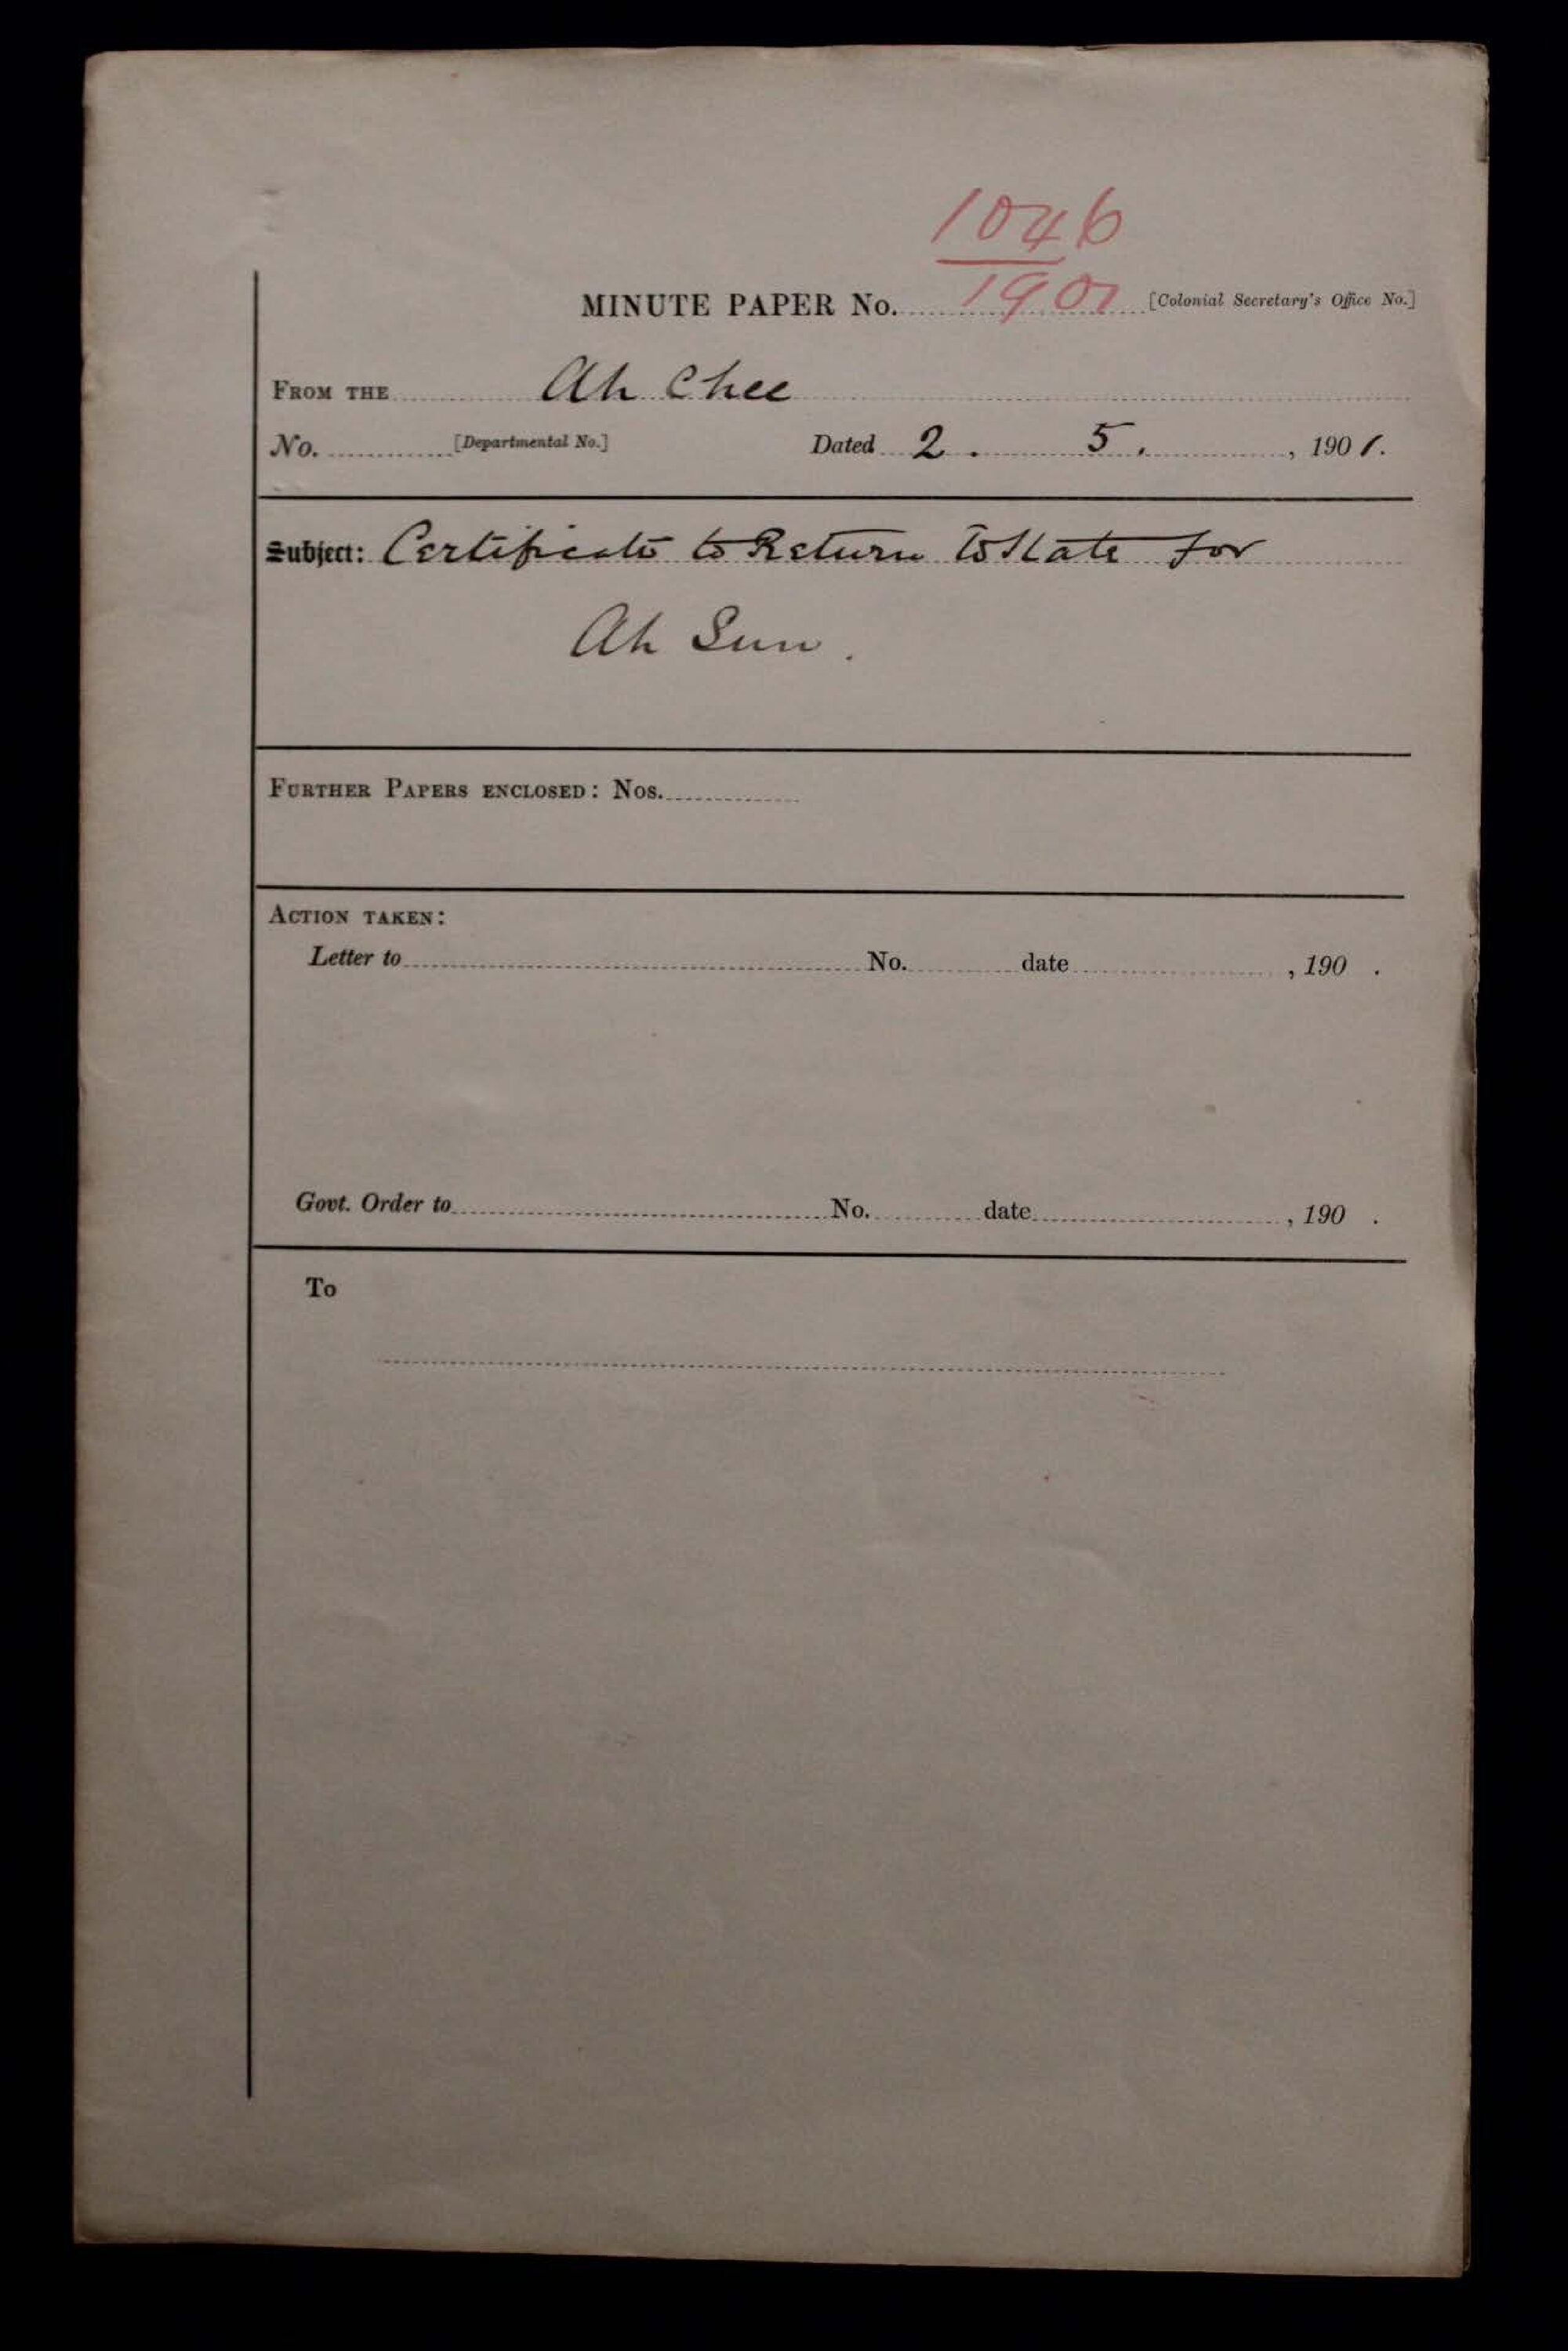 1046
MINUTE PAPER No. 1901 [Colonial Secretary's Office No.]
FROM THE Ah Chee
No. [Departmental No.] Dated 2. 5. , 1901.
Subject: Certificate to Return to State for
Ah Sun.
FURTHER PAPERS ENCLOSED: Nos.
ACTION TAKEN:
Letter to No. date , 190 .
Govt. Order to No. date , 190 .
To